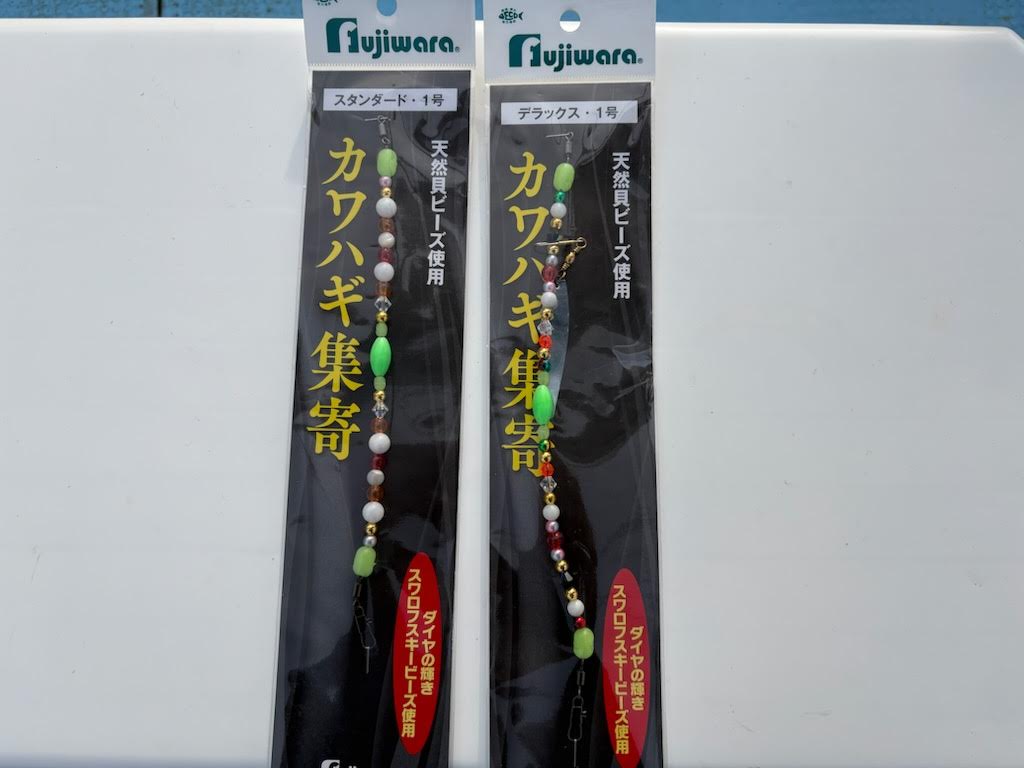 Fujiwara®
スタンダード・1号
カワハギ集寄
天然貝ビーズ使用
ダイヤの輝き
スワロフスキービーズ使用
Fujiwara®
デラックス・1号
カワハギ集寄
天然貝ビーズ使用
ダイヤの輝き
スワロフスキービーズ使用